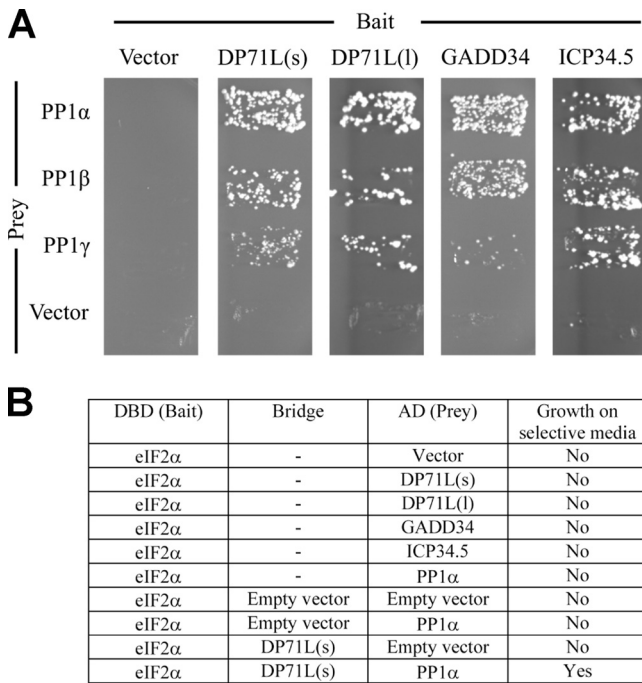 A
Bait
Vector DP71L(s) DP71L(l) GADD34 ICP34.5
Prey
PP1α
PP1β
PP1γ
Vector
B
DBD (Bait) Bridge AD (Prey) Growth on selective media
eIF2α - Vector No
eIF2α - DP71L(s) No
eIF2α - DP71L(l) No
eIF2α - GADD34 No
eIF2α - ICP34.5 No
eIF2α - PP1α No
eIF2α Empty vector Empty vector No
eIF2α Empty vector PP1α No
eIF2α DP71L(s) Empty vector No
eIF2α DP71L(s) PP1α Yes